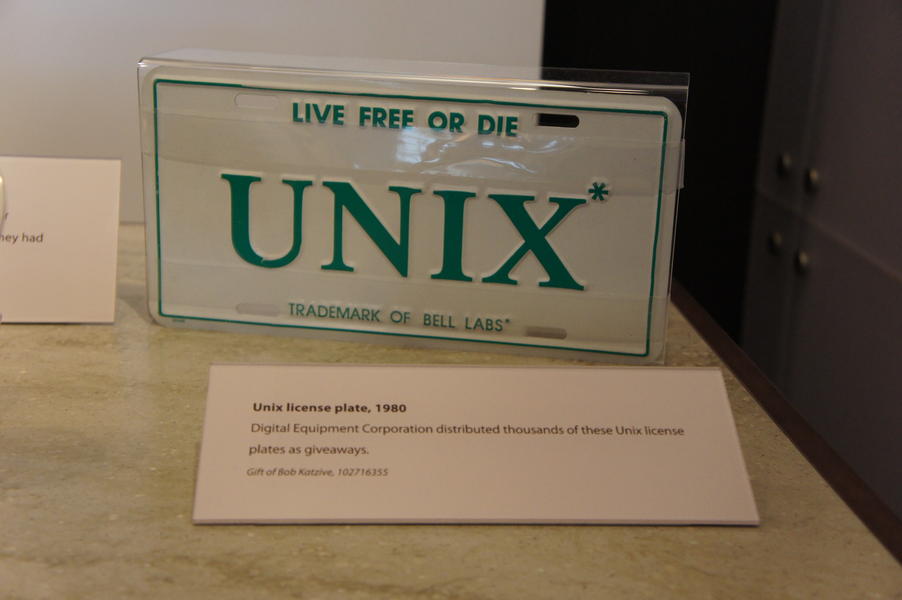 LIVE FREE OR DIE
UNIX*
TRADEMARK OF BELL LABS*
hey had
Unix license plate, 1980
Digital Equipment Corporation distributed thousands of these Unix license
plates as giveaways.
Gift of Bob Katzive, 102716355